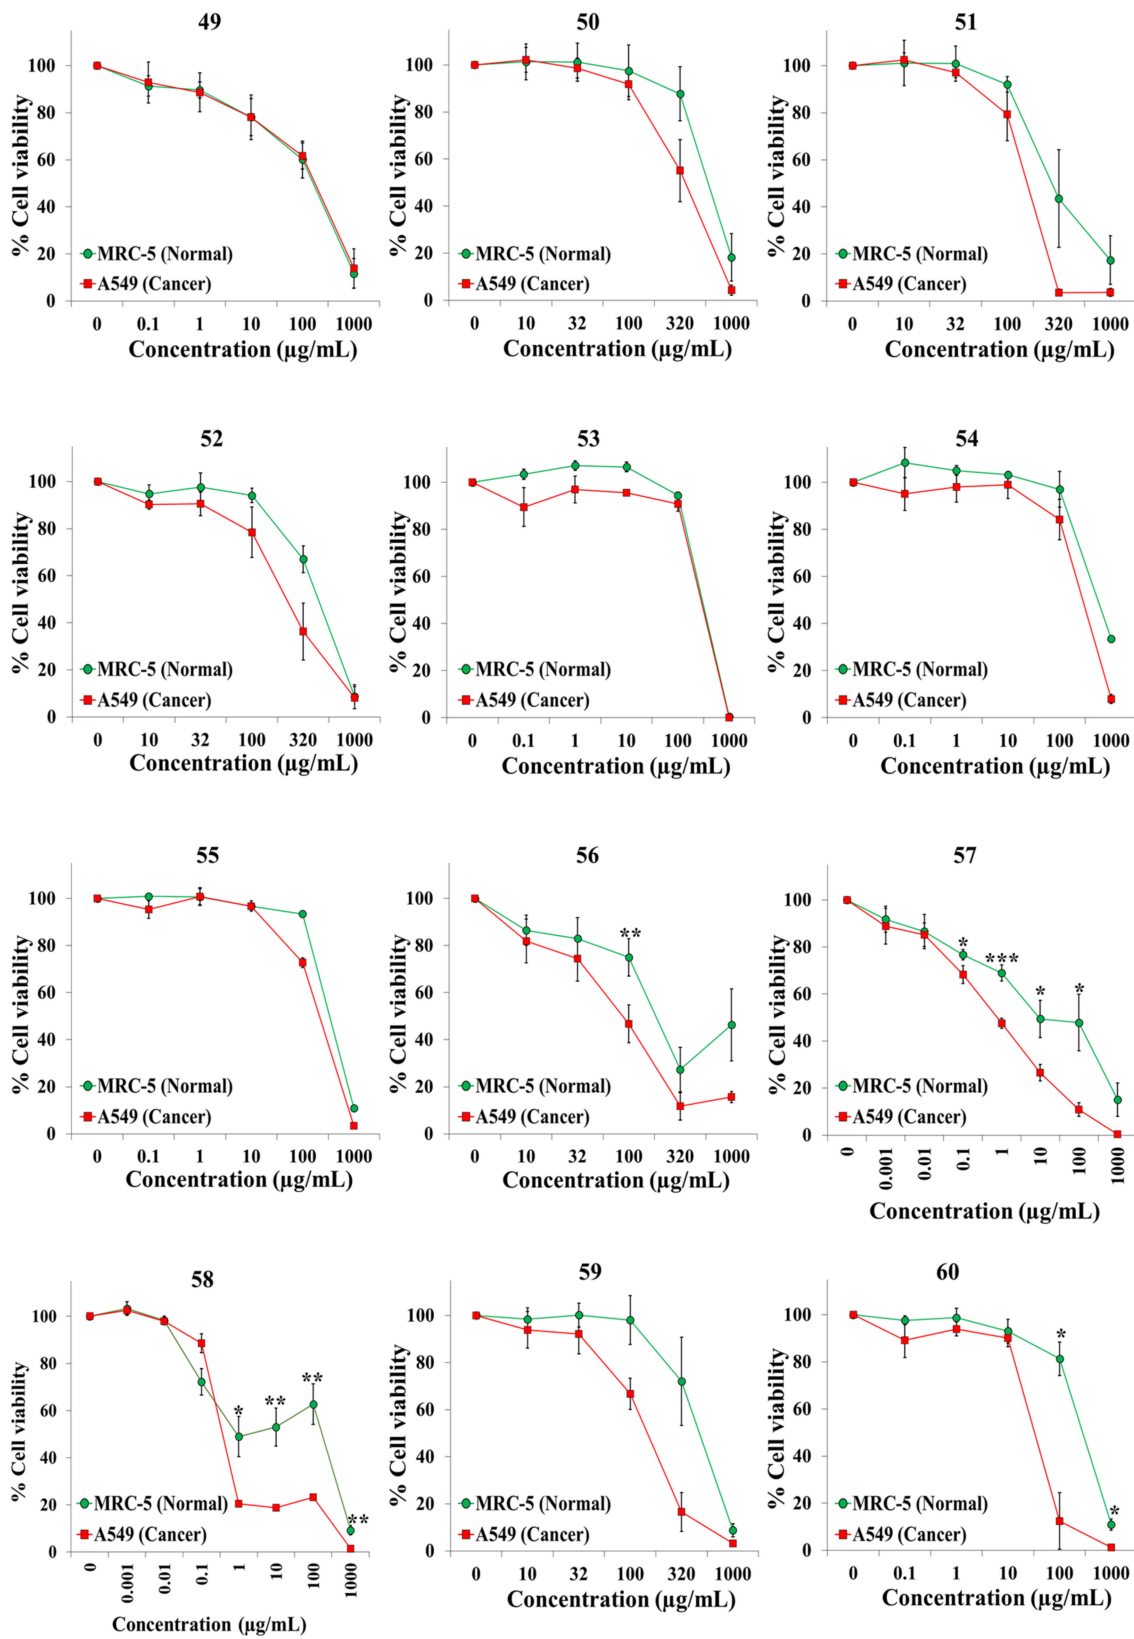 49 50 51
% Cell viability
100
80
60
40
20
0
MRC-5 (Normal)
A549 (Cancer)
0 0.1 1 10 100 1000
Concentration (µg/mL)
% Cell viability
100
80
60
40
20
0
MRC-5 (Normal)
A549 (Cancer)
0 10 32 100 320 1000
Concentration (µg/mL)
% Cell viability
100
80
60
40
20
0
MRC-5 (Normal)
A549 (Cancer)
0 10 32 100 320 1000
Concentration (µg/mL)
52 53 54
% Cell viability
100
80
60
40
20
0
MRC-5 (Normal)
A549 (Cancer)
0 10 32 100 320 1000
Concentration (µg/mL)
% Cell viability
100
80
60
40
20
0
MRC-5 (Normal)
A549 (Cancer)
0 0.1 1 10 100 1000
Concentration (µg/mL)
% Cell viability
100
80
60
40
20
0
MRC-5 (Normal)
A549 (Cancer)
0 0.1 1 10 100 1000
Concentration (µg/mL)
55 56 57
% Cell viability
100
80
60
40
20
0
MRC-5 (Normal)
A549 (Cancer)
0 0.1 1 10 100 1000
Concentration (µg/mL)
% Cell viability
100
80
60
40
20
0
**
MRC-5 (Normal)
A549 (Cancer)
0 10 32 100 320 1000
Concentration (µg/mL)
% Cell viability
100
80
60
40
20
0
* *** * *
MRC-5 (Normal)
A549 (Cancer)
0 0.001 0.01 0.1 1 10 100 1000
Concentration (µg/mL)
58 59 60
% Cell viability
100
80
60
40
20
0
* ** ** **
MRC-5 (Normal)
A549 (Cancer)
0 0.001 0.01 0.1 1 10 100 1000
Concentration (µg/mL)
% Cell viability
100
80
60
40
20
0
MRC-5 (Normal)
A549 (Cancer)
0 10 32 100 320 1000
Concentration (µg/mL)
% Cell viability
100
80
60
40
20
0
* *
MRC-5 (Normal)
A549 (Cancer)
0 0.1 1 10 100 1000
Concentration (µg/mL)